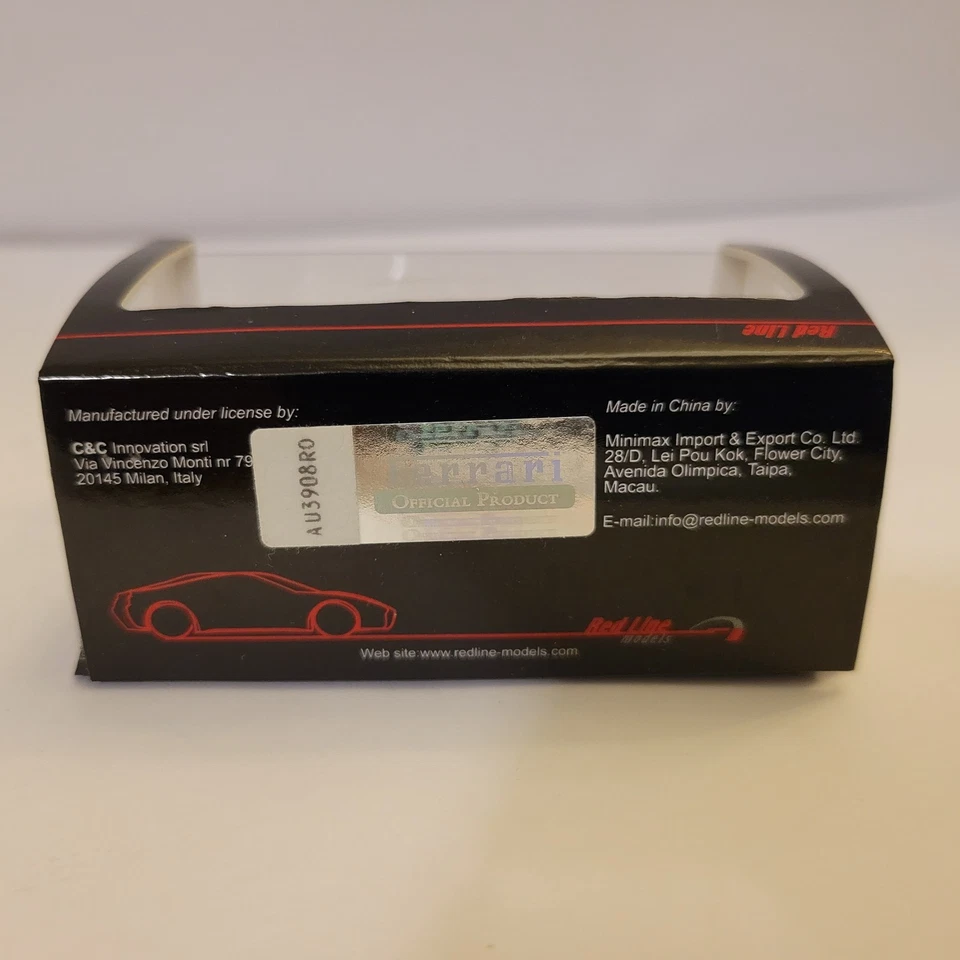 Red Line
Manufactured under license by:
C&C Innovation srl
Via Vincenzo Monti nr 79
20145 Milan, Italy
AU3908R0
Ferrari
OFFICIAL PRODUCT
Made in China by:
Minimax Import & Export Co. Ltd.
28/D, Lei Pou Kok, Flower City,
Avenida Olimpica, Taipa,
Macau.
E-mail:info@redline-models.com
Red Line
Models
Web site:www.redline-models.com